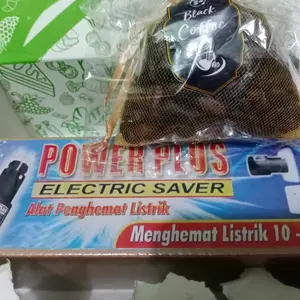 Black
Coffee
POWER PLUS
ELECTRIC SAVER
Alat Penghemat Listrik
Menghemat Listrik 10 -